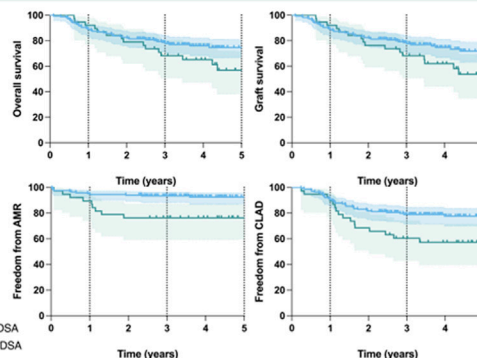 100
80
60
40
20
0
Overall survival
0 1 2 3 4 5
Time (years)
100
80
60
40
20
0
Graft survival
0 1 2 3 4
Time (years)
100
80
60
40
20
0
Freedom from AMR
0 1 2 3 4 5
Time (years)
100
80
60
40
20
0
Freedom from CLAD
0 1 2 3 4
Time (years)
DSA
DSA